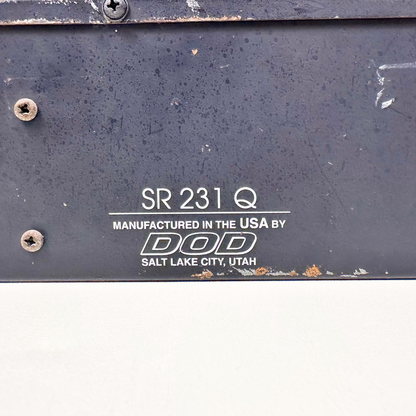 SR 231 Q
MANUFACTURED IN THE USA BY
DOD
SALT LAKE CITY, UTAH